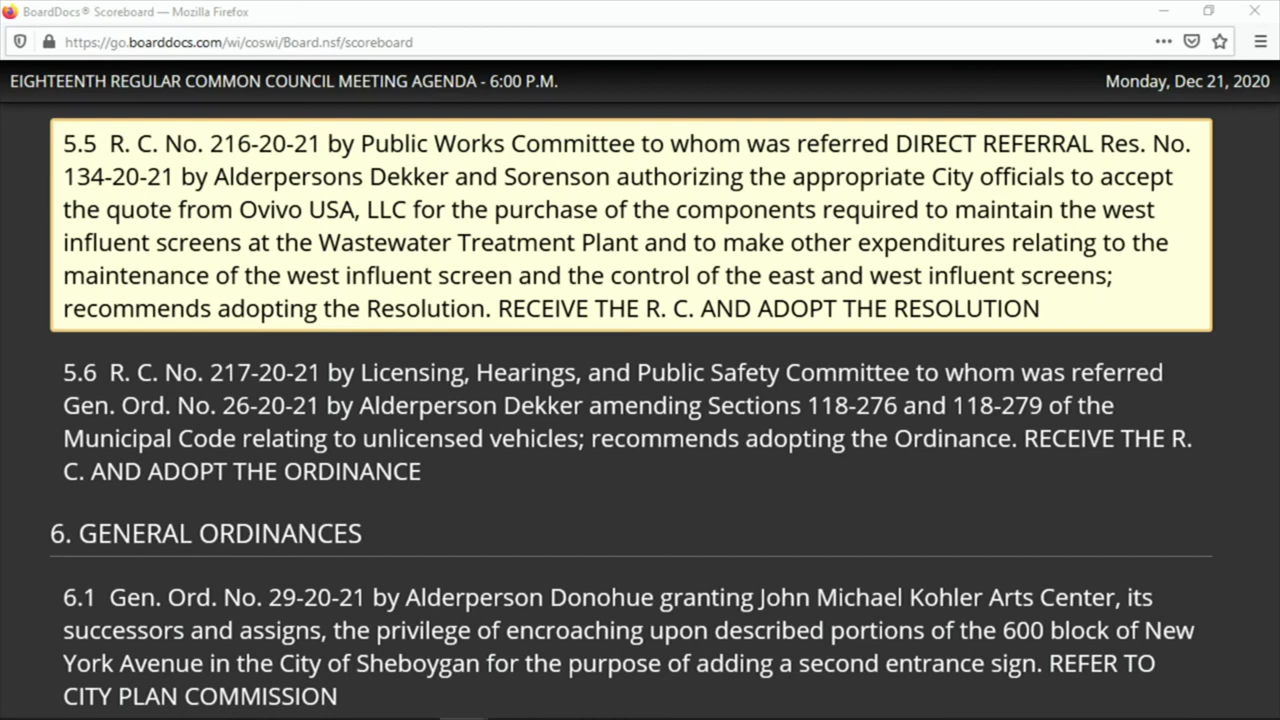 BoardDocs® Scoreboard — Mozilla Firefox
https://go.boarddocs.com/wi/coswi/Board.nsf/scoreboard
EIGHTEENTH REGULAR COMMON COUNCIL MEETING AGENDA - 6:00 P.M. Monday, Dec 21, 2020
5.5 R. C. No. 216-20-21 by Public Works Committee to whom was referred DIRECT REFERRAL Res. No.
134-20-21 by Alderpersons Dekker and Sorenson authorizing the appropriate City officials to accept
the quote from Ovivo USA, LLC for the purchase of the components required to maintain the west
influent screens at the Wastewater Treatment Plant and to make other expenditures relating to the
maintenance of the west influent screen and the control of the east and west influent screens;
recommends adopting the Resolution. RECEIVE THE R. C. AND ADOPT THE RESOLUTION
5.6 R. C. No. 217-20-21 by Licensing, Hearings, and Public Safety Committee to whom was referred
Gen. Ord. No. 26-20-21 by Alderperson Dekker amending Sections 118-276 and 118-279 of the
Municipal Code relating to unlicensed vehicles; recommends adopting the Ordinance. RECEIVE THE R.
C. AND ADOPT THE ORDINANCE
6. GENERAL ORDINANCES
6.1 Gen. Ord. No. 29-20-21 by Alderperson Donohue granting John Michael Kohler Arts Center, its
successors and assigns, the privilege of encroaching upon described portions of the 600 block of New
York Avenue in the City of Sheboygan for the purpose of adding a second entrance sign. REFER TO
CITY PLAN COMMISSION